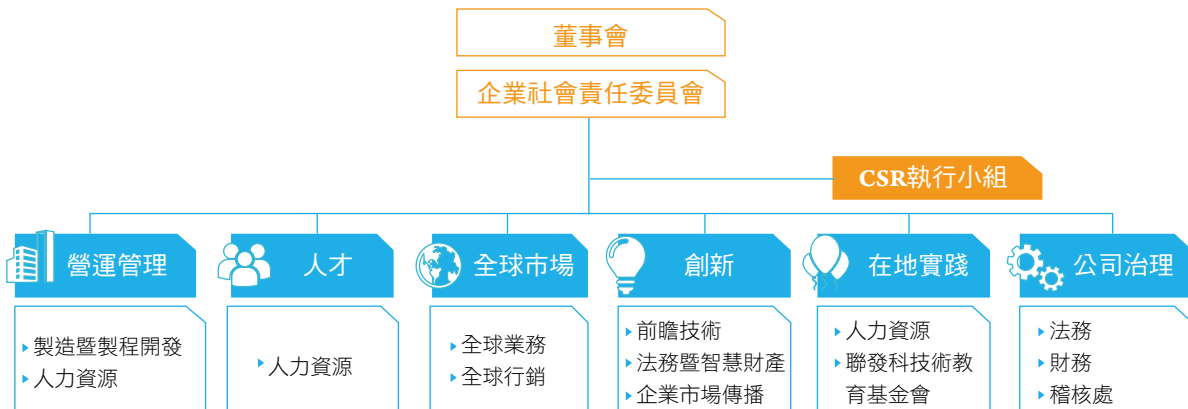 董事會
企業社會責任委員會
CSR執行小組
營運管理
人才
全球市場
創新
在地實踐
公司治理
製造暨製程開發
人力資源
人力資源
全球業務
全球行銷
前瞻技術
法務暨智慧財產
企業市場傳播
人力資源
聯發科技術教
育基金會
法務
財務
稽核處